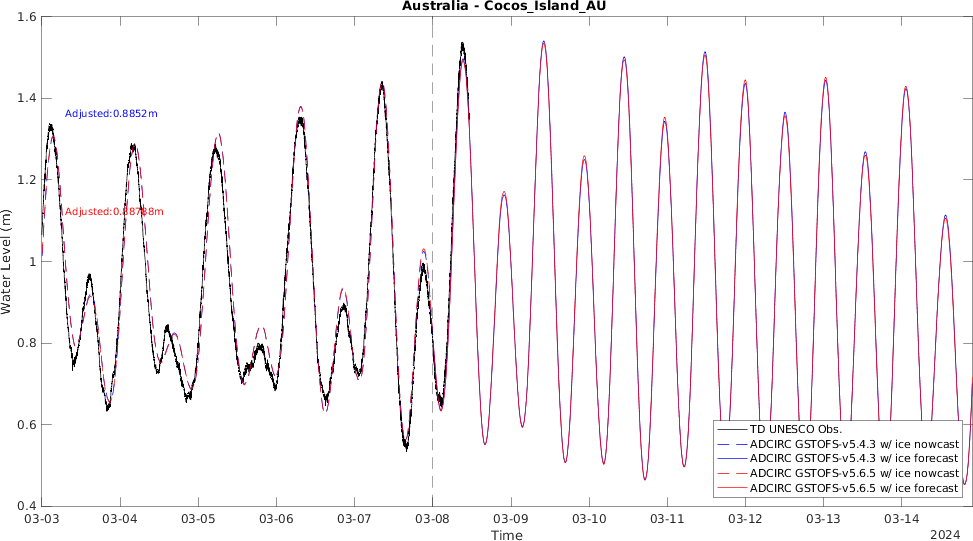 Australia - Cocos_Island_AU
1.6
1.4
1.2
1
0.8
0.6
0.4
Water Level (m)
Adjusted:0.8852m
Adjusted:0.88788m
TD UNESCO Obs.
ADCIRC GSTOFS-v5.4.3 w/ ice nowcast
ADCIRC GSTOFS-v5.4.3 w/ ice forecast
ADCIRC GSTOFS-v5.6.5 w/ ice nowcast
ADCIRC GSTOFS-v5.6.5 w/ ice forecast
03-03 03-04 03-05 03-06 03-07 03-08 03-09 03-10 03-11 03-12 03-13 03-14
Time
2024